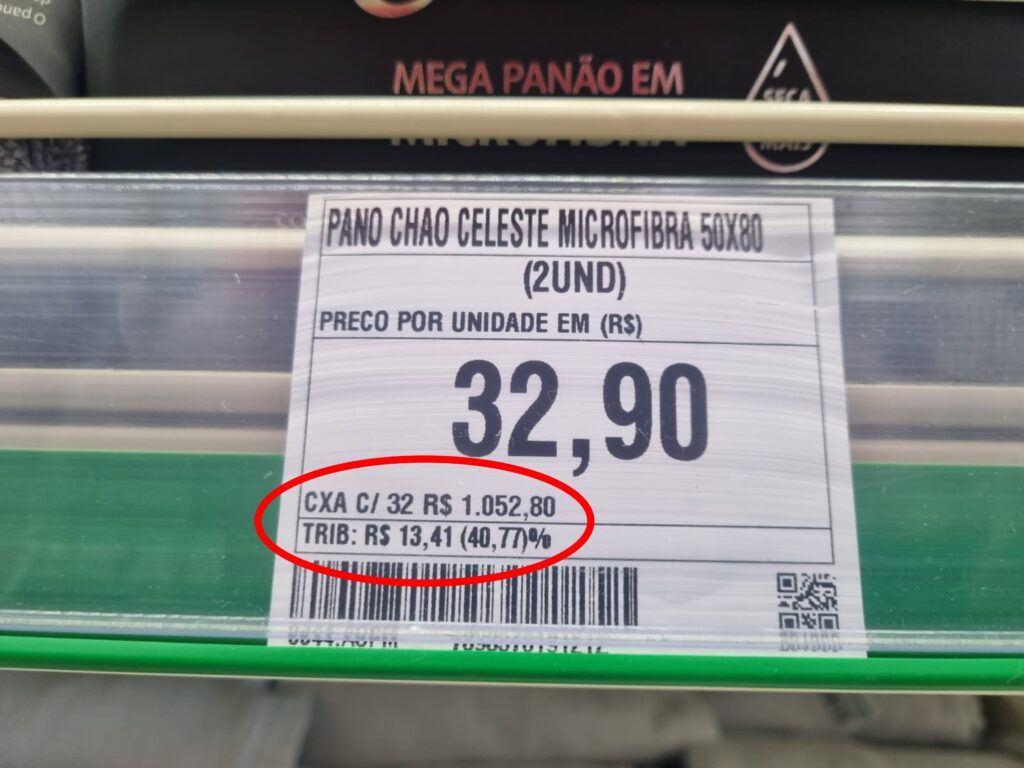 MEGA PANÃO EM
PANO CHAO CELESTE MICROFIBRA 50X80
(2UND)
PRECO POR UNIDADE EM (R$)
32,90
CXA C/ 32 R$ 1.052,80
TRIB: R$ 13,41 (40,77)%